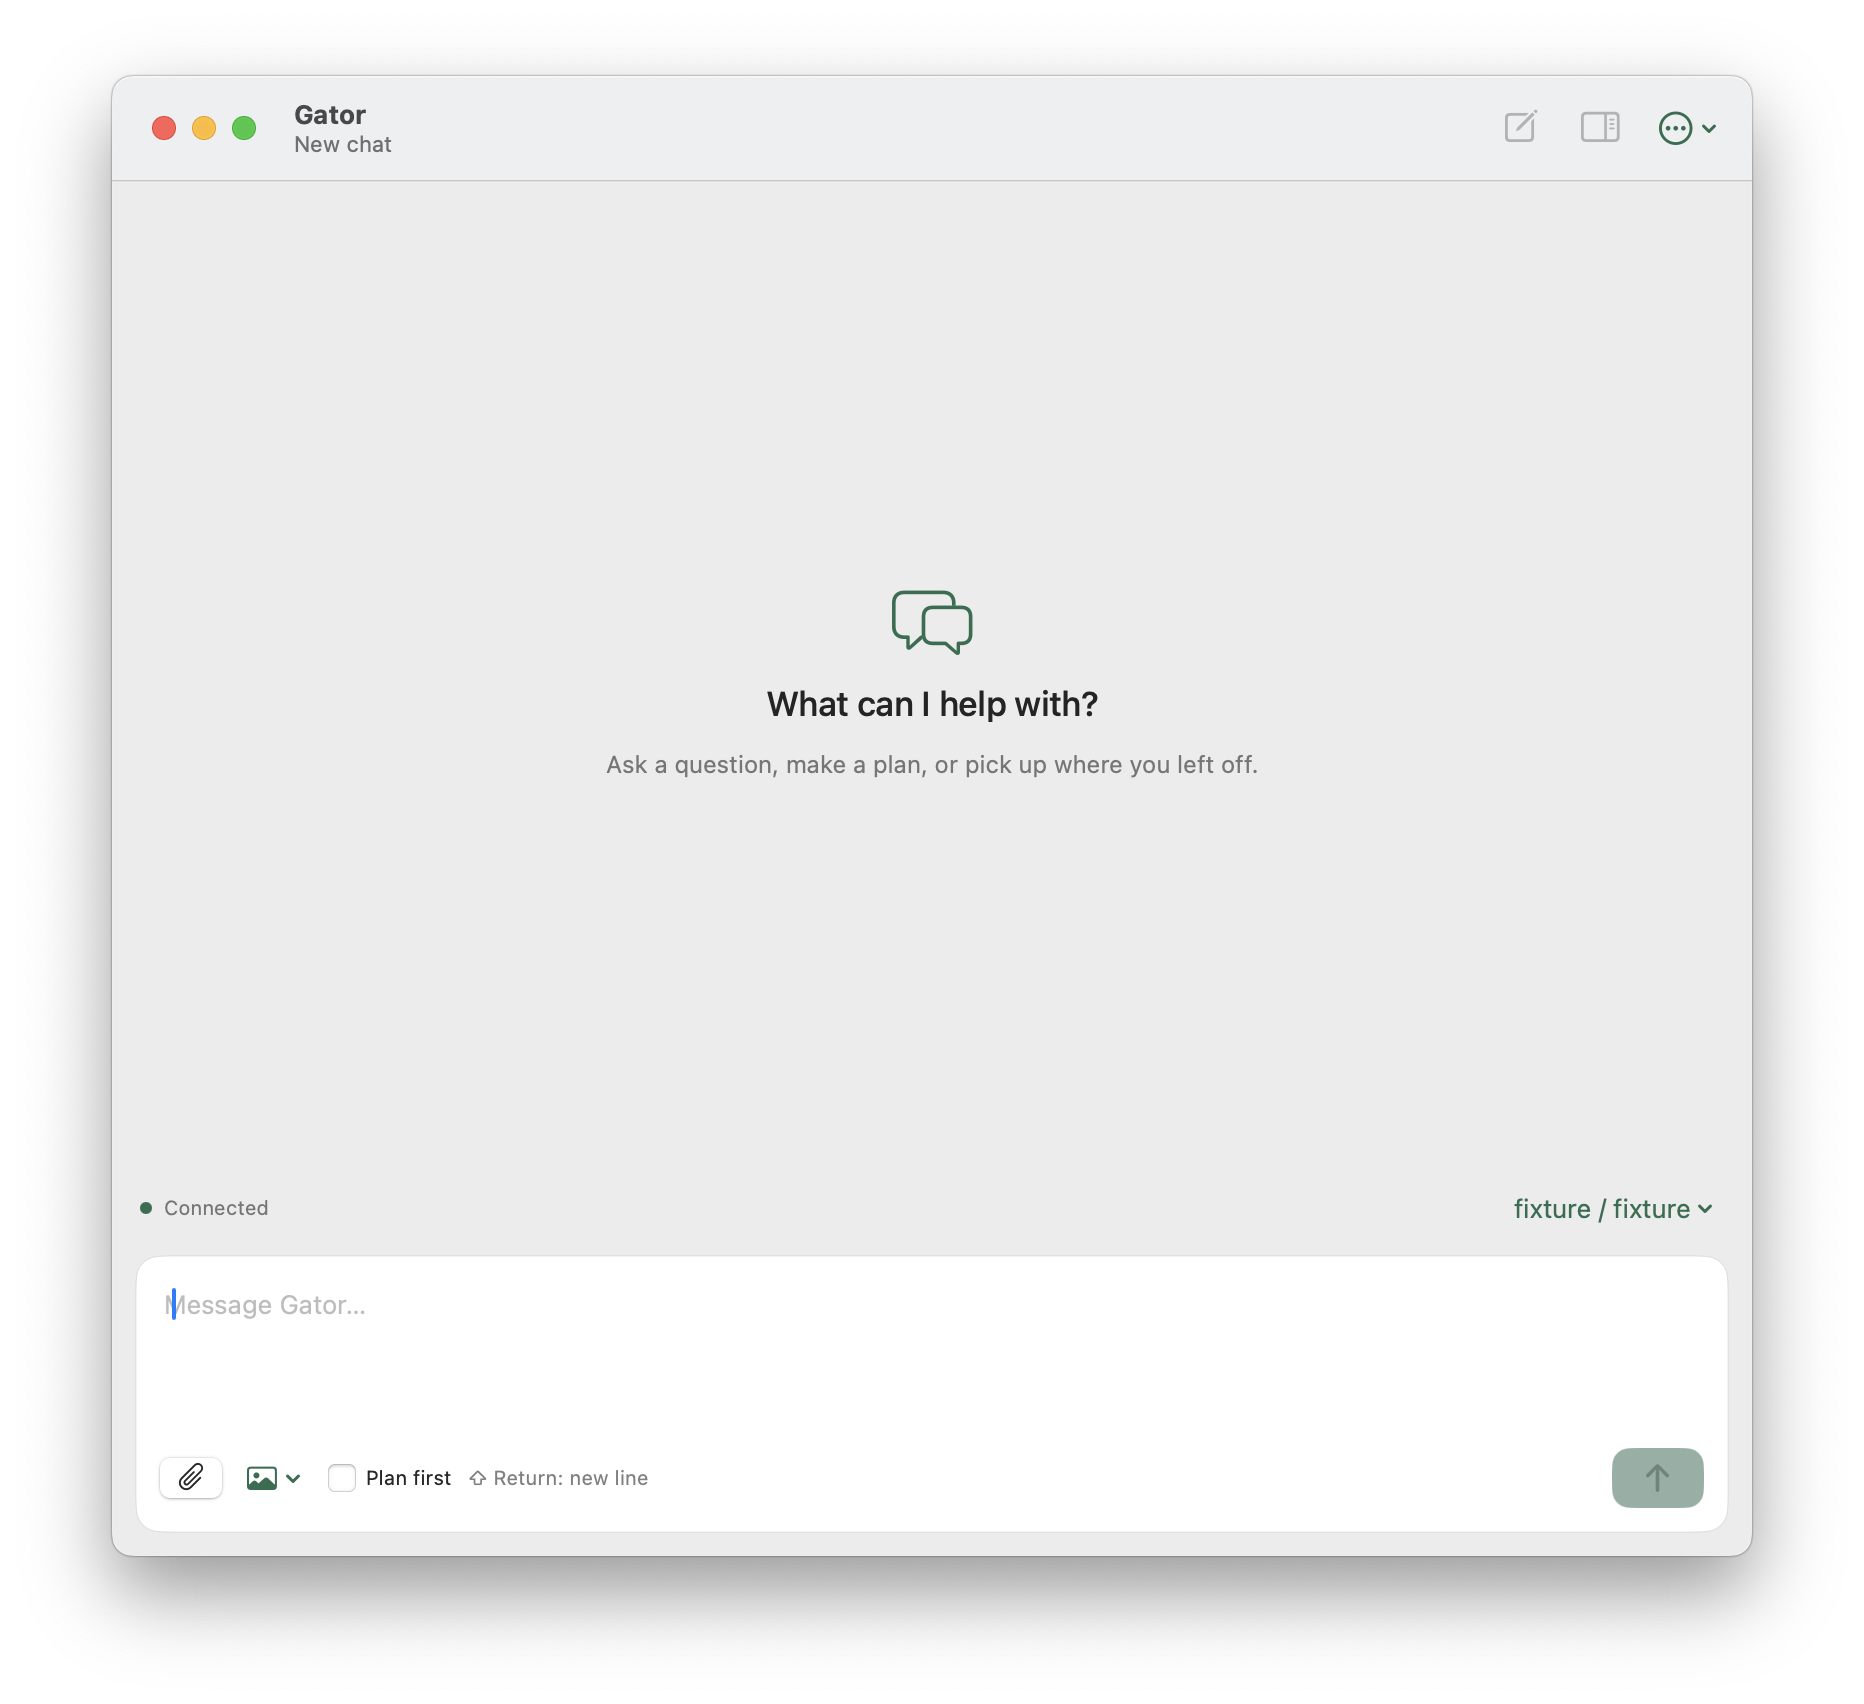 Gator
New chat
What can I help with?
Ask a question, make a plan, or pick up where you left off.
Connected
fixture / fixture
Message Gator...
Plan first
⇧ Return: new line